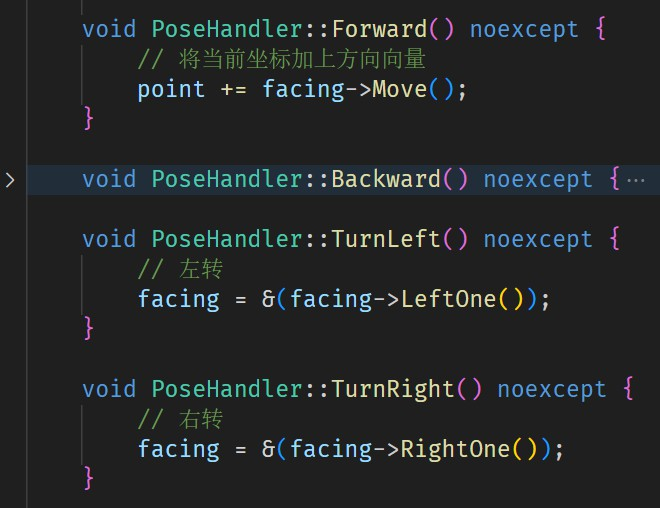 void PoseHandler::Forward() noexcept {
// 将当前坐标加上方向向量
point += facing->Move();
}
void PoseHandler::Backward() noexcept {···
void PoseHandler::TurnLeft() noexcept {
// 左转
facing = &(facing->LeftOne());
}
void PoseHandler::TurnRight() noexcept {
// 右转
facing = &(facing->RightOne());
}